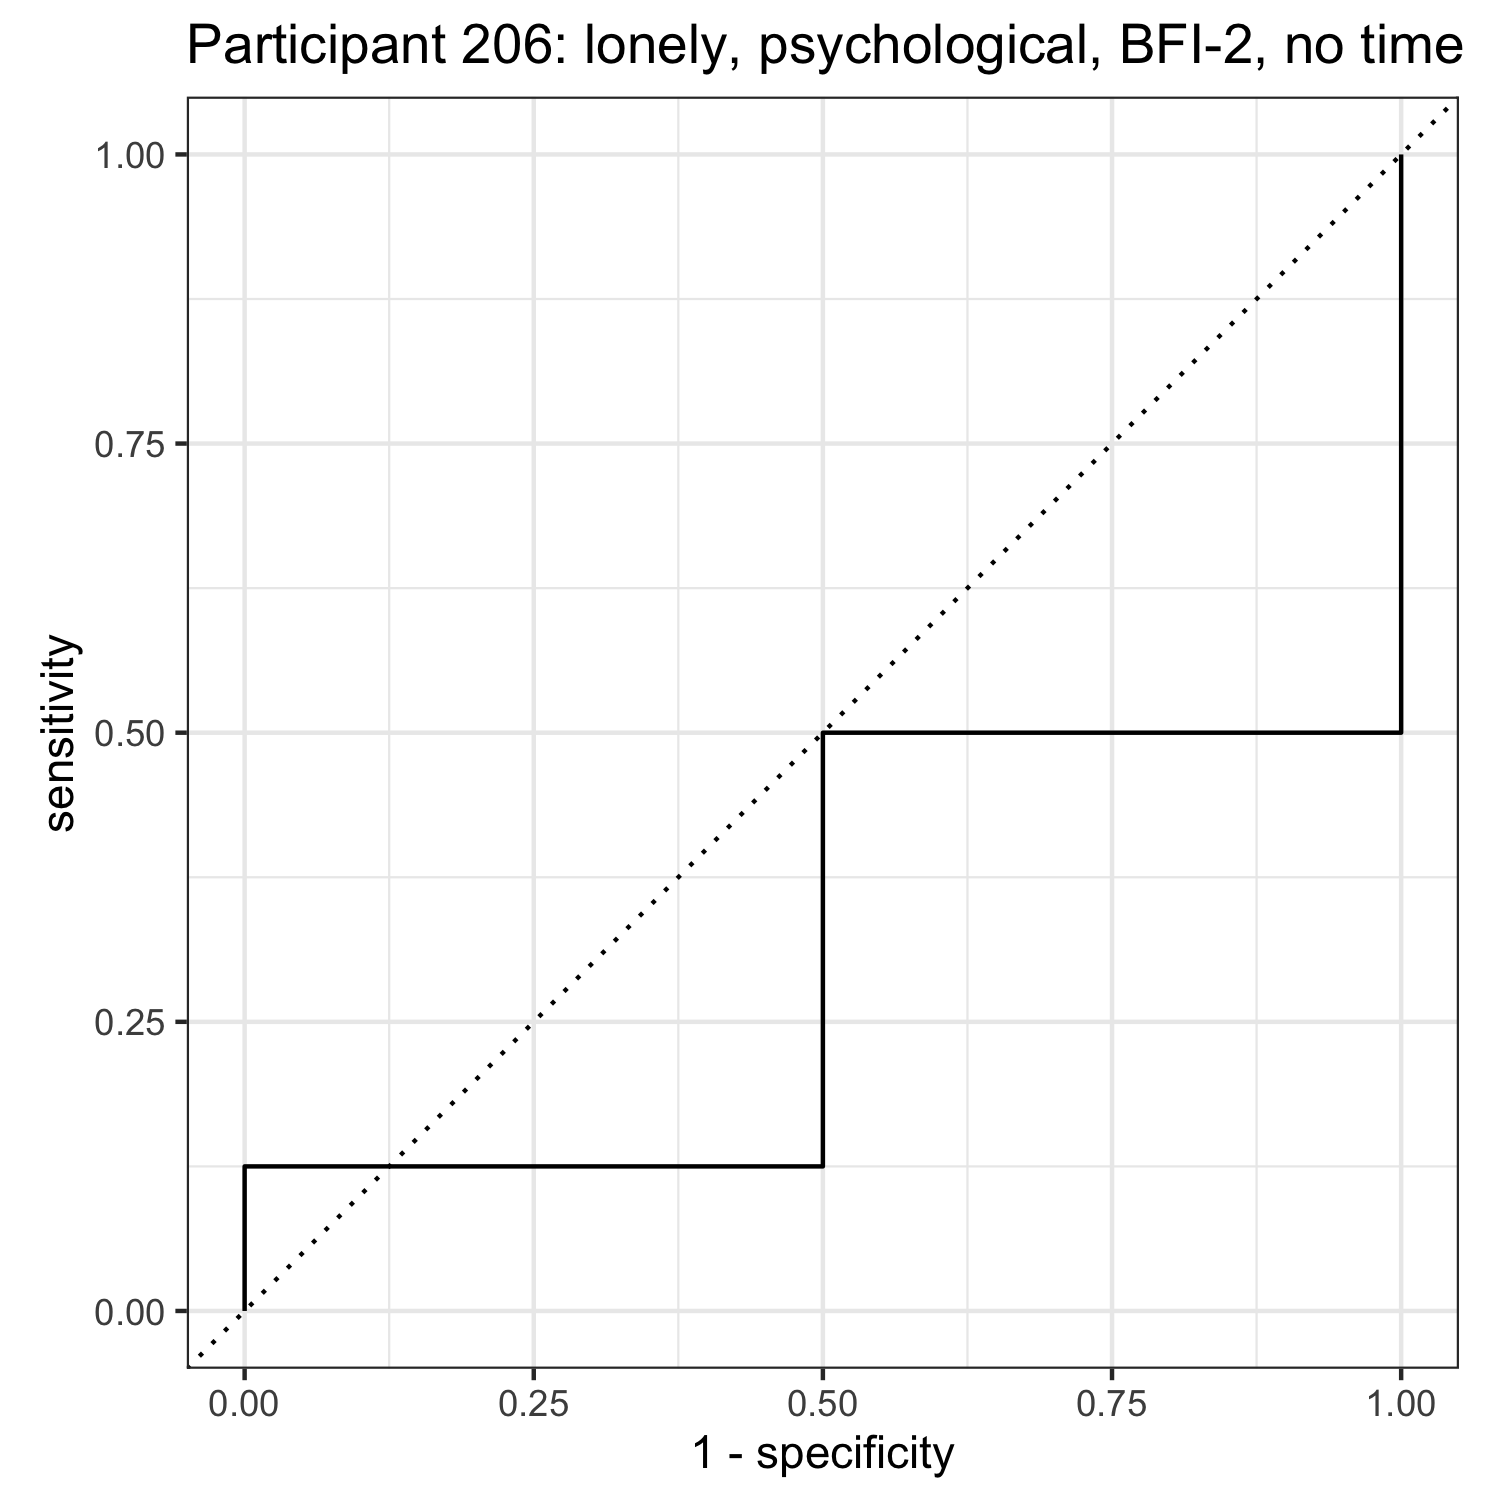 Participant 206: lonely, psychological, BFI-2, no time
1.00
0.75
0.50
0.25
0.00
sensitivity
0.00 0.25 0.50 0.75 1.00
1 - specificity